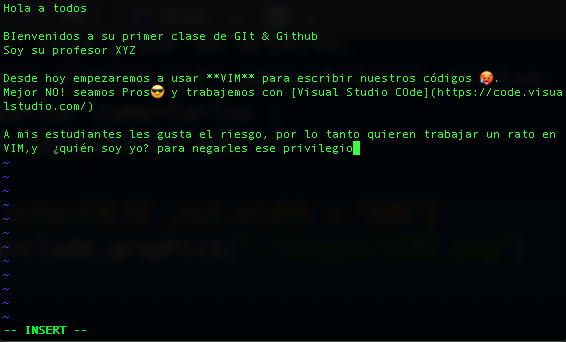 Hola a todos
BIenvenidos a su primer clase de GIt & Github
Soy su profesor XYZ
Desde hoy empezaremos a usar **VIM** para escribir nuestros códigos 🥵.
Mejor NO! seamos Pros😎 y trabajemos con [Visual Studio COde](https://code.visua
lstudio.com/)
A mis estudiantes les gusta el riesgo, por lo tanto quieren trabajar un rato en
VIM,y  ¿quién soy yo? para negarles ese privilegio
~
~
~
~
~
~
~
~
~
~
~
~
-- INSERT --